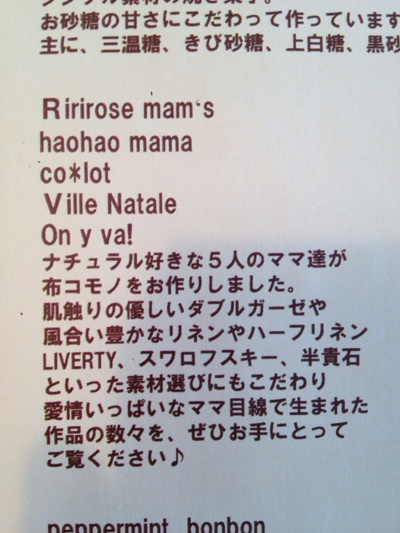 お砂糖の甘さにこだわって作っています
主に、三温糖、きび砂糖、上白糖、黒砂
Ririrose mam's
haohao mama
co*lot
Ville Natale
On y va!
ナチュラル好きな5人のママ達が
布コモノをお作りしました。
肌触りの優しいダブルガーゼや
風合い豊かなリネンやハーフリネン
LIVERTY、スワロフスキー、半貴石
といった素材選びにもこだわり
愛情いっぱいなママ目線で生まれた
作品の数々を、ぜひお手にとって
ご覧ください♪
peppermint bonbon